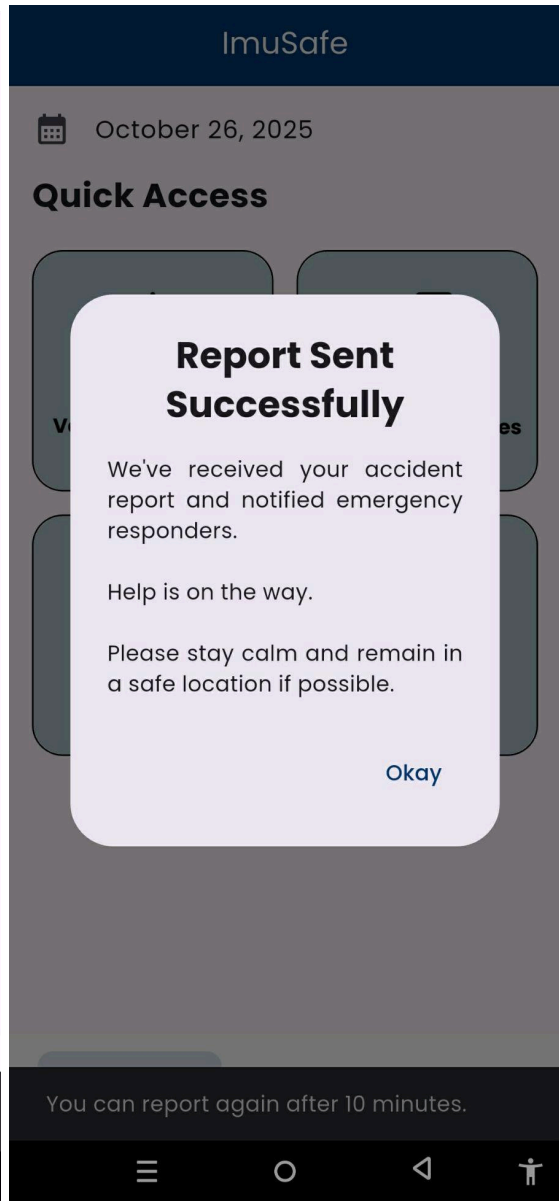 ImuSafe
October 26, 2025
Quick Access
Report Sent
Successfully
We've received your accident
report and notified emergency
responders.
Help is on the way.
Please stay calm and remain in
a safe location if possible.
Okay
You can report again after 10 minutes.